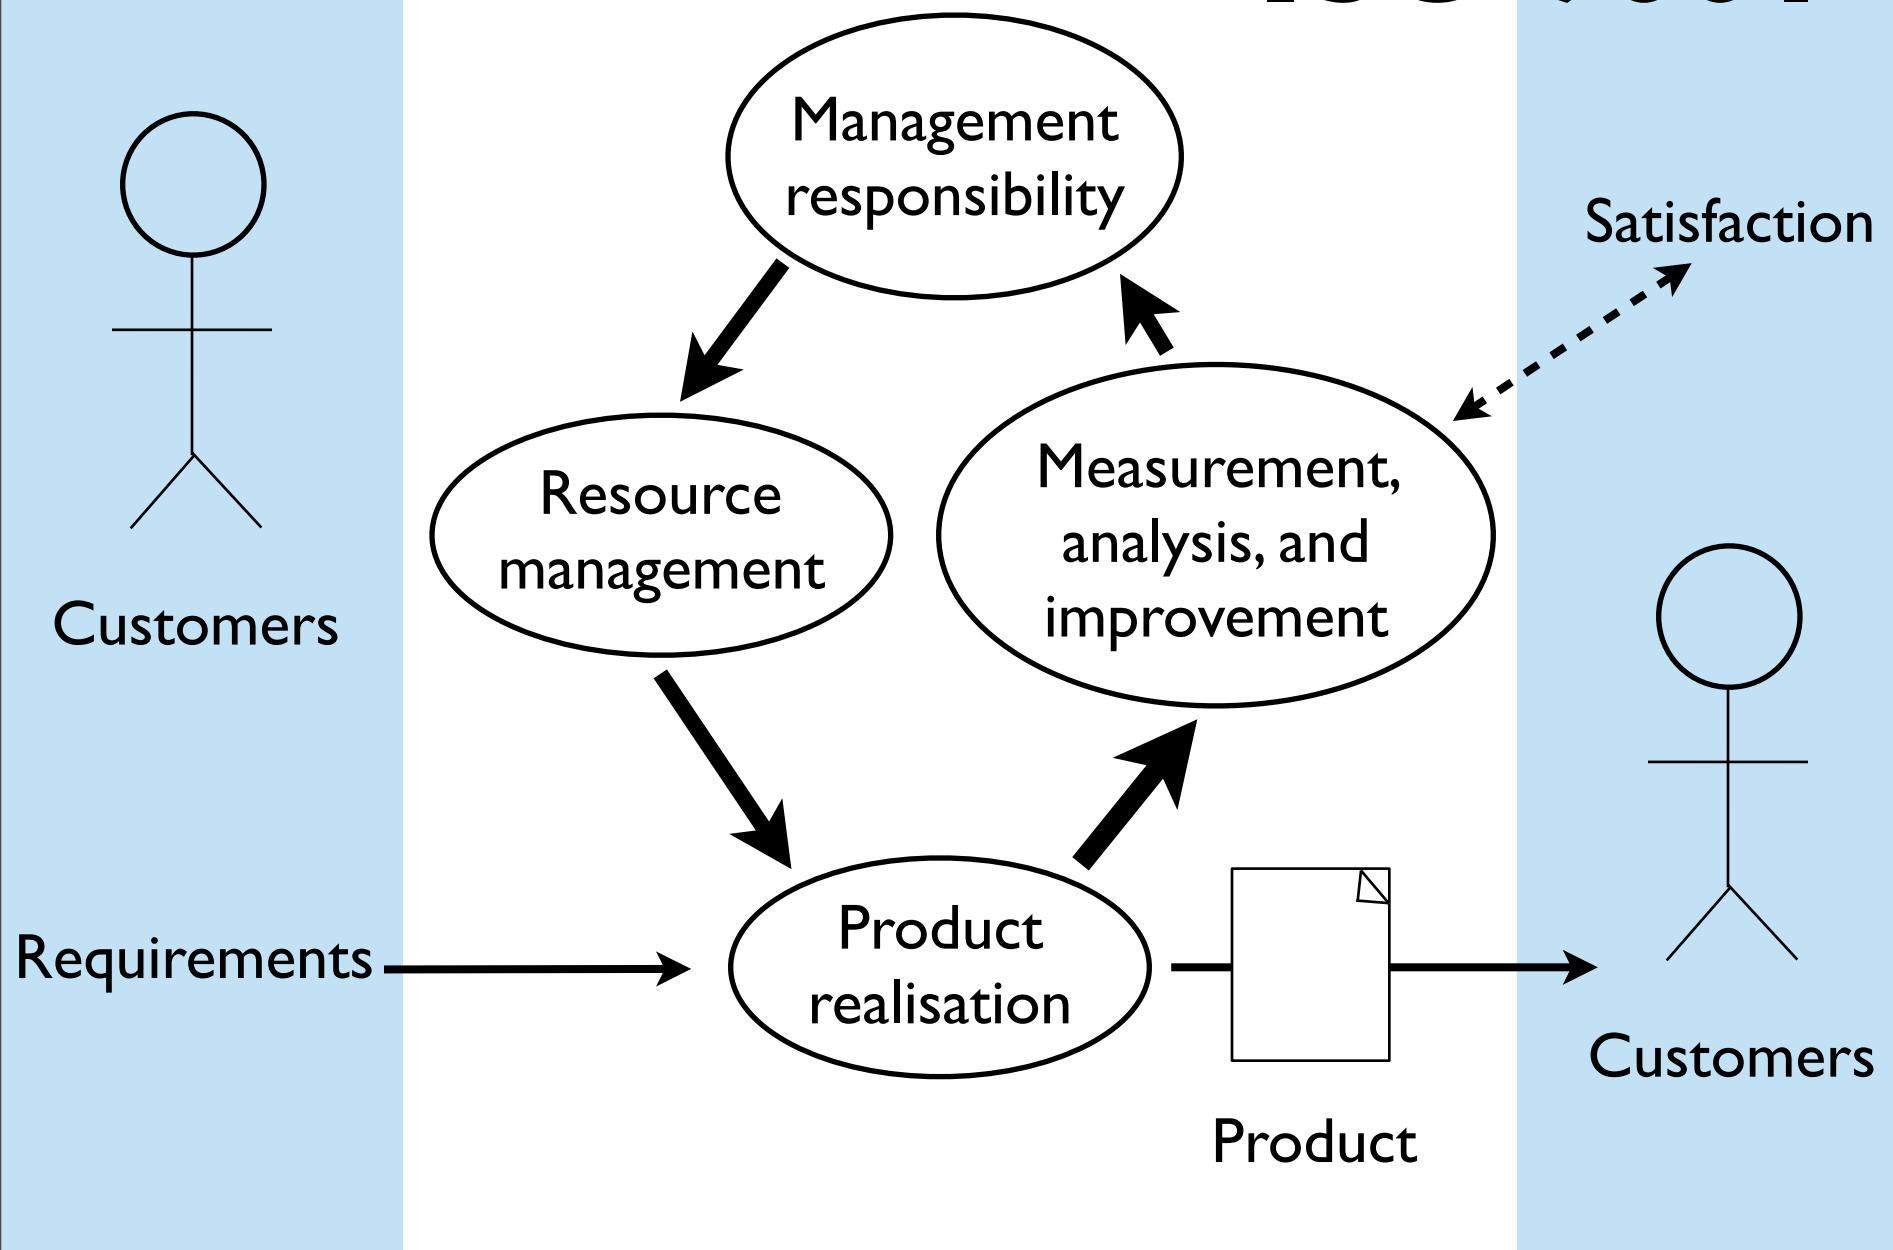 Management
responsibility
Satisfaction
Resource
management
Measurement,
analysis, and
improvement
Customers
Product
realisation
Requirements
Customers
Product